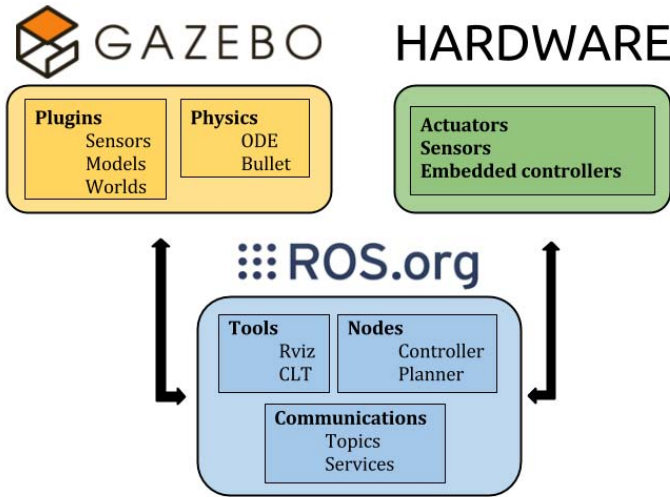 GAZEBO
HARDWARE
Plugins
Sensors
Models
Worlds
Physics
ODE
Bullet
Actuators
Sensors
Embedded controllers
ROS.org
Tools
Rviz
CLT
Nodes
Controller
Planner
Communications
Topics
Services